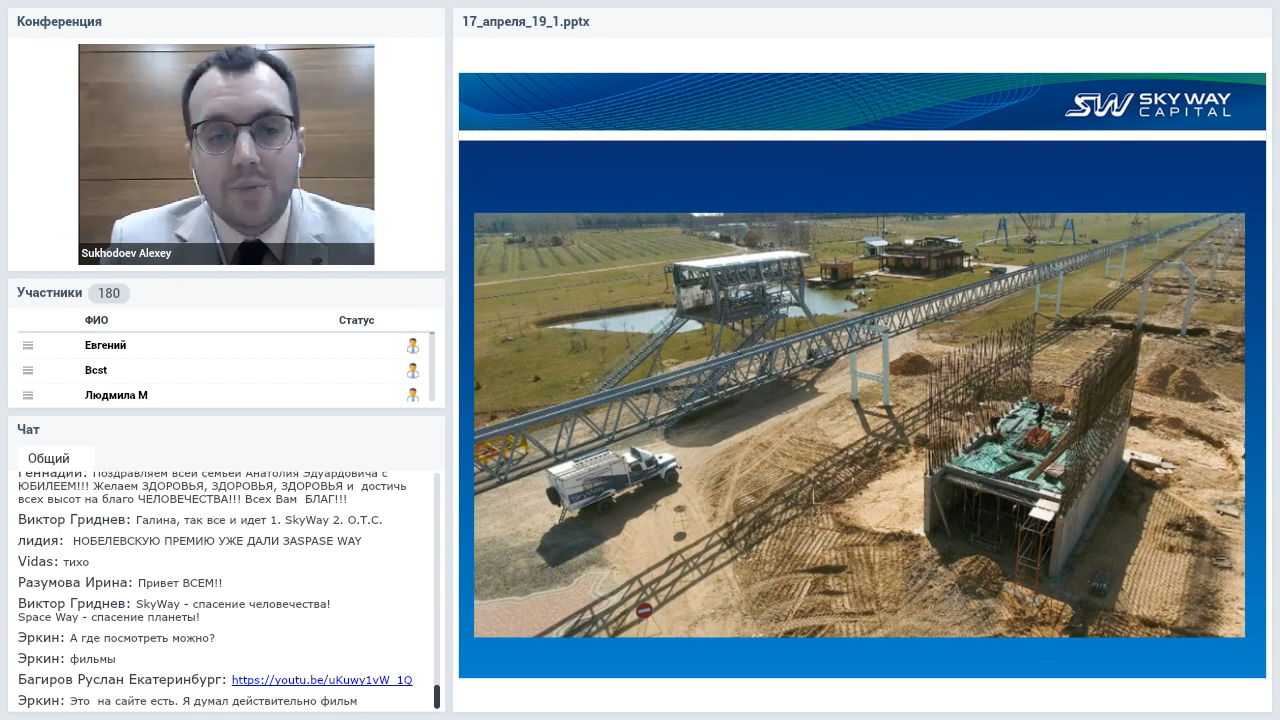 Конференция
Sukhodoev Alexey
Участники 180
ФИО Статус
Евгений
Bcst
Людмила М
Чат
Общий
Геннадий: Поздравляем всей семьей Анатолия Эдуардовича с
ЮБИЛЕЕМ!!! Желаем ЗДОРОВЬЯ, ЗДОРОВЬЯ, ЗДОРОВЬЯ и достичь
всех высот на благо ЧЕЛОВЕЧЕСТВА!!! Всех Вам БЛАГ!!!
Виктор Гриднев: Галина, так все и идет 1. SkyWay 2. О.Т.С.
лидия: НОБЕЛЕВСКУЮ ПРЕМИЮ УЖЕ ДАЛИ ЗАSPASE WAY
Vidas: тихо
Разумова Ирина: Привет ВСЕМ!!
Виктор Гриднев: SkyWay - спасение человечества!
Space Way - спасение планеты!
Эркин: А где посмотреть можно?
Эркин: фильмы
Багиров Руслан Екатеринбург: https://youtu.be/uKuwy1vW_1Q
Эркин: Это на сайте есть. Я думал действительно фильм
17_апреля_19_1.pptx
SW SKY WAY
CAPITAL